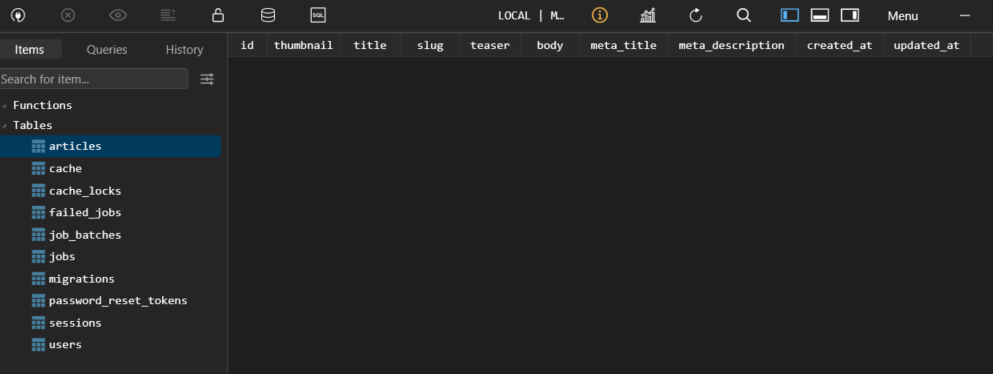 SQL LOCAL | M… Menu
Items Queries History
Search for item...
Functions
Tables
articles
cache
cache_locks
failed_jobs
job_batches
jobs
migrations
password_reset_tokens
sessions
users
id thumbnail title slug teaser body meta_title meta_description created_at updated_at